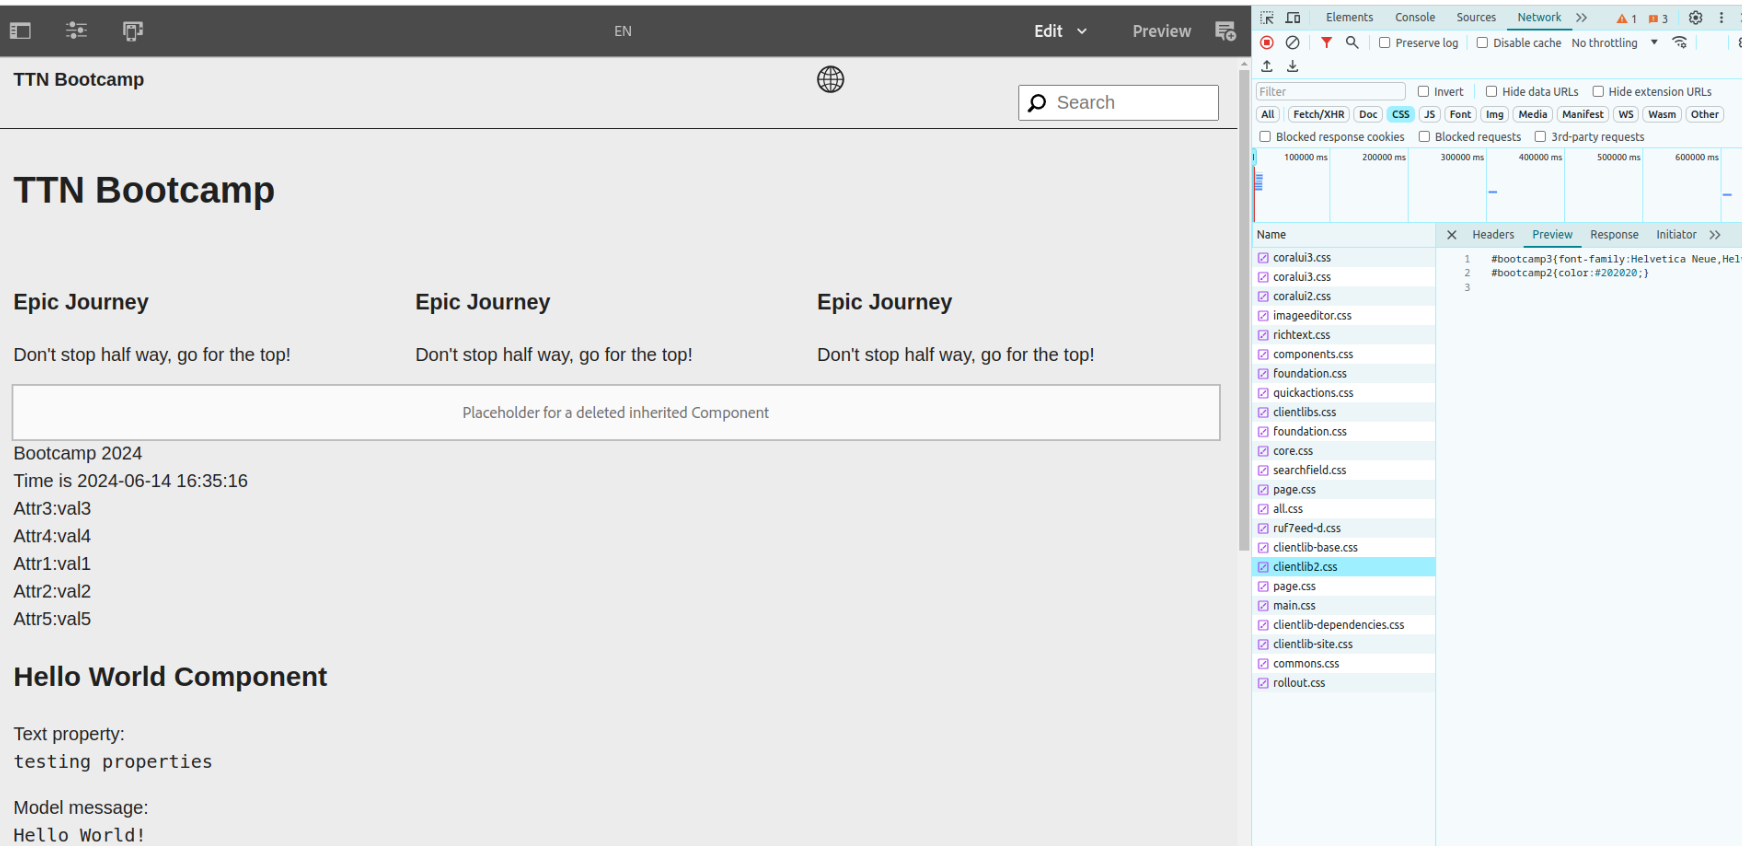 EN
Edit
Preview
TTN Bootcamp
Search
TTN Bootcamp
Epic Journey
Epic Journey
Epic Journey
Don't stop half way, go for the top!
Don't stop half way, go for the top!
Don't stop half way, go for the top!
Placeholder for a deleted inherited Component
Bootcamp 2024
Time is 2024-06-14 16:35:16
Attr3:val3
Attr4:val4
Attr1:val1
Attr2:val2
Attr5:val5
Hello World Component
Text property:
testing properties
Model message:
Hello World!
Elements Console Sources Network 1 3
Preserve log Disable cache No throttling
Filter Invert Hide data URLs Hide extension URLs
All Fetch/XHR Doc CSS JS Font Img Media Manifest WS Wasm Other
Blocked response cookies Blocked requests 3rd-party requests
100000 ms 200000 ms 300000 ms 400000 ms 500000 ms 600000 ms
Name
coralui3.css
coralui3.css
coralui2.css
imageeditor.css
richtext.css
components.css
foundation.css
quickactions.css
clientlibs.css
foundation.css
core.css
searchfield.css
page.css
all.css
ruf7eed-d.css
clientlib-base.css
clientlib2.css
page.css
main.css
clientlib-dependencies.css
clientlib-site.css
commons.css
rollout.css
Headers Preview Response Initiator
1 #bootcamp3{font-family:Helvetica Neue,Hel
2 #bootcamp2{color:#202020;}
3